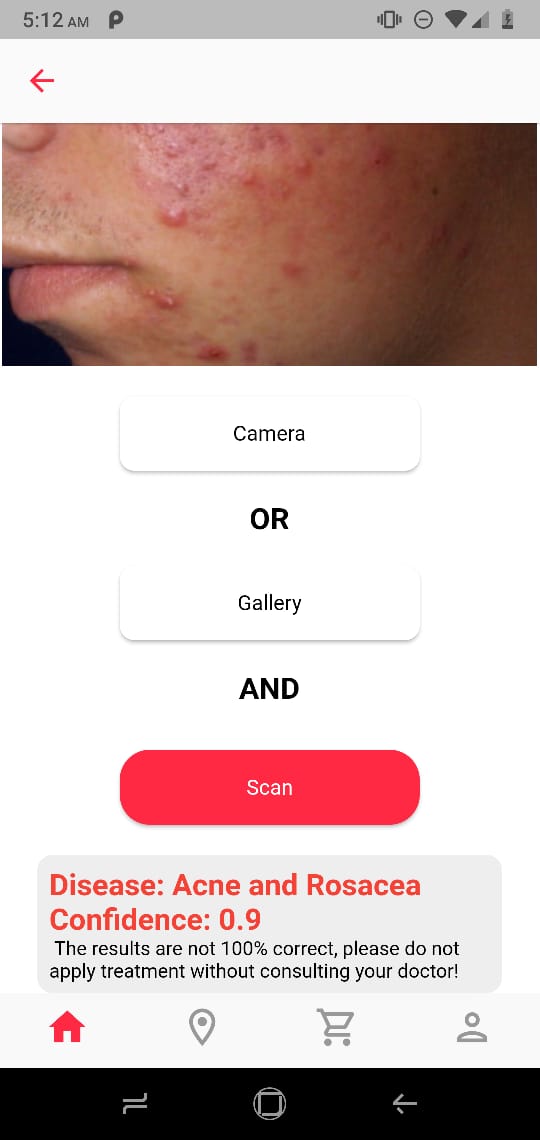 5:12 AM
Camera
OR
Gallery
AND
Scan
Disease: Acne and Rosacea
Confidence: 0.9
The results are not 100% correct, please do not
apply treatment without consulting your doctor!